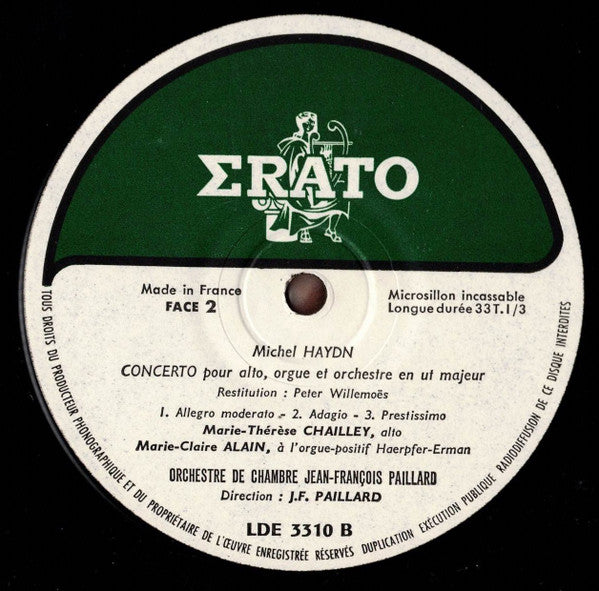 ΣRATO
Made in France
FACE 2
Microsillon incassable
Longue durée 33T.1/3
Michel HAYDN
CONCERTO pour alto, orgue et orchestre en ut majeur
Restitution : Peter Willemoës
1. Allegro moderato - 2. Adagio - 3. Prestissimo
Marie-Thérèse CHAILLEY, alto
Marie-Claire ALAIN, à l'orgue-positif Haerpfer-Erman
ORCHESTRE DE CHAMBRE JEAN-FRANÇOIS PAILLARD
Direction : J.F. PAILLARD
LDE 3310 B
TOUS DROITS DU PRODUCTEUR PHONOGRAPHIQUE ET DU PROPRIÉTAIRE DE L'ŒUVRE ENREGISTRÉE RÉSERVÉS DUPLICATION EXÉCUTION PUBLIQUE RADIODIFFUSION DE CE DISQUE INTERDITES